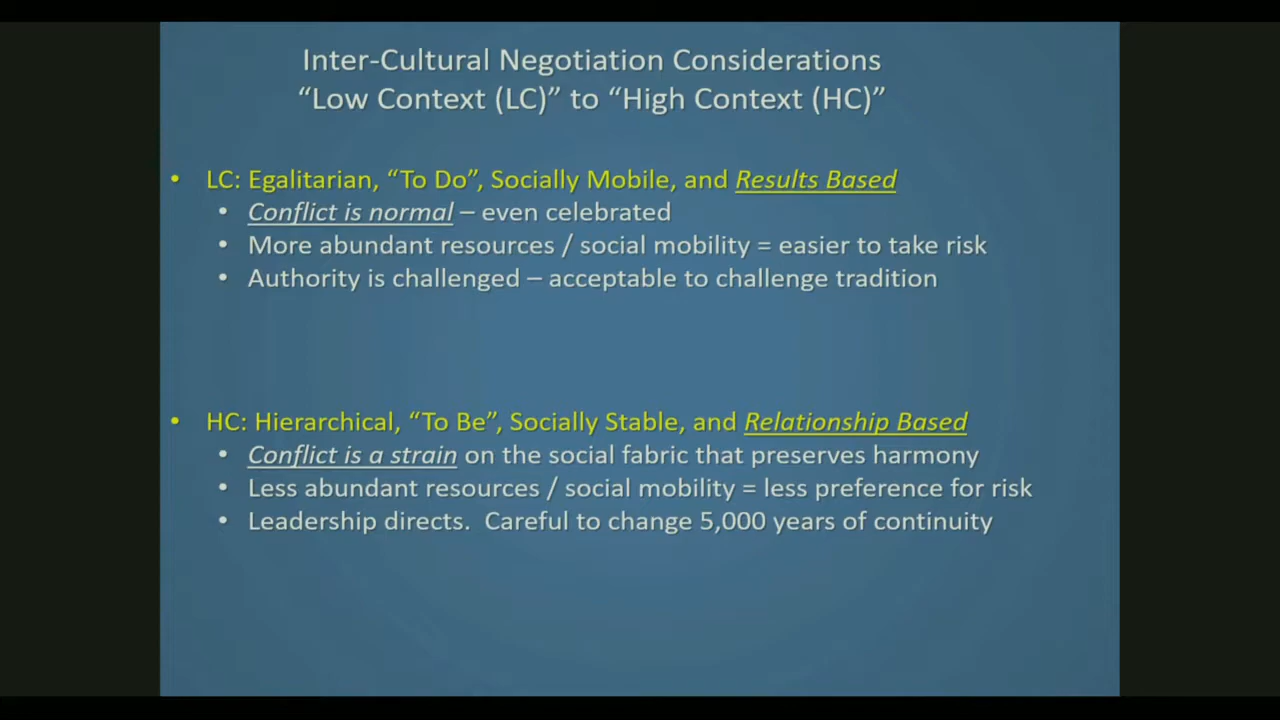 Inter-Cultural Negotiation Considerations
“Low Context (LC)” to “High Context (HC)”
• LC: Egalitarian, “To Do”, Socially Mobile, and Results Based
• Conflict is normal – even celebrated
• More abundant resources / social mobility = easier to take risk
• Authority is challenged – acceptable to challenge tradition
• HC: Hierarchical, “To Be”, Socially Stable, and Relationship Based
• Conflict is a strain on the social fabric that preserves harmony
• Less abundant resources / social mobility = less preference for risk
• Leadership directs.  Careful to change 5,000 years of continuity